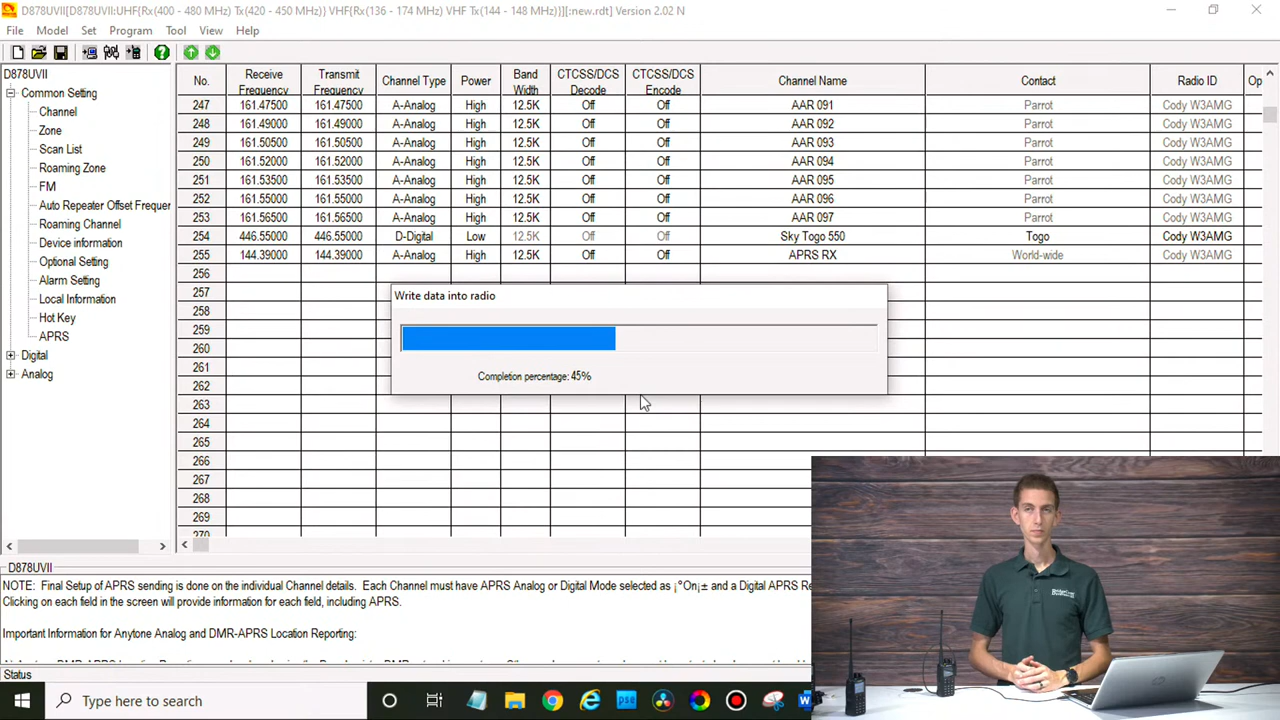 D878UVII[D878UVII:UHF{Rx(400 - 480 MHz) Tx(420 - 450 MHz)} VHF{Rx(136 - 174 MHz) VHF Tx(144 - 148 MHz)}][:new.rdt] Version 2.02 N
File Model Set Program Tool View Help
D878UVII
Common Setting
Channel
Zone
Scan List
Roaming Zone
FM
Auto Repeater Offset Frequer
Roaming Channel
Device information
Optional Setting
Alarm Setting
Local Information
Hot Key
APRS
Digital
Analog
No. Receive Frequency Transmit Frequency Channel Type Power Band Width CTCSS/DCS Decode CTCSS/DCS Encode Channel Name Contact Radio ID Op
247 161.47500 161.47500 A-Analog High 12.5K Off Off AAR 091 Parrot Cody W3AMG
248 161.49000 161.49000 A-Analog High 12.5K Off Off AAR 092 Parrot Cody W3AMG
249 161.50500 161.50500 A-Analog High 12.5K Off Off AAR 093 Parrot Cody W3AMG
250 161.52000 161.52000 A-Analog High 12.5K Off Off AAR 094 Parrot Cody W3AMG
251 161.53500 161.53500 A-Analog High 12.5K Off Off AAR 095 Parrot Cody W3AMG
252 161.55000 161.55000 A-Analog High 12.5K Off Off AAR 096 Parrot Cody W3AMG
253 161.56500 161.56500 A-Analog High 12.5K Off Off AAR 097 Parrot Cody W3AMG
254 446.55000 446.55000 D-Digital Low 12.5K Off Off Sky Togo 550 Togo Cody W3AMG
255 144.39000 144.39000 A-Analog High 12.5K Off Off APRS RX World-wide Cody W3AMG
256
257
258
259
260
261
262
263
264
265
266
267
268
269
270
Write data into radio
Completion percentage: 45%
D878UVII
NOTE: Final Setup of APRS sending is done on the individual Channel details. Each Channel must have APRS Analog or Digital Mode selected as ¡°On¡± and a Digital APRS Re
Clicking on each field in the screen will provide information for each field, including APRS.
Important Information for Anytone Analog and DMR-APRS Location Reporting:
Status
Type here to search